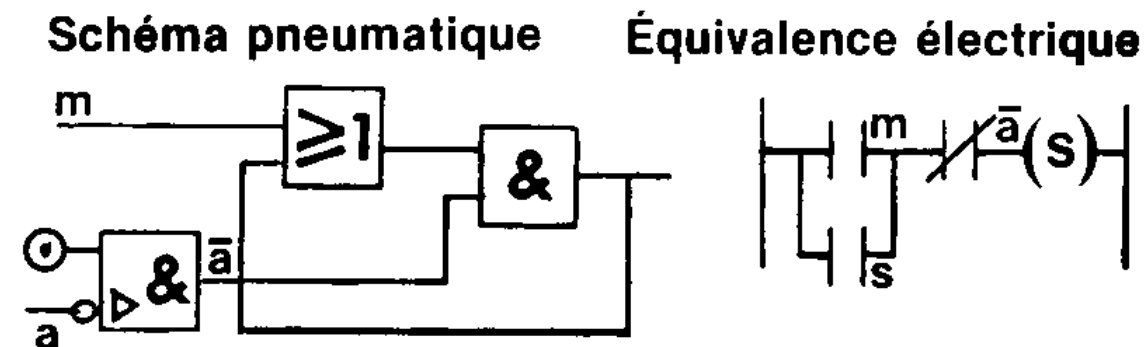 Schéma pneumatique
Équivalence électrique
m
≥1
&
ā
&
a
m
ā
(S)
s